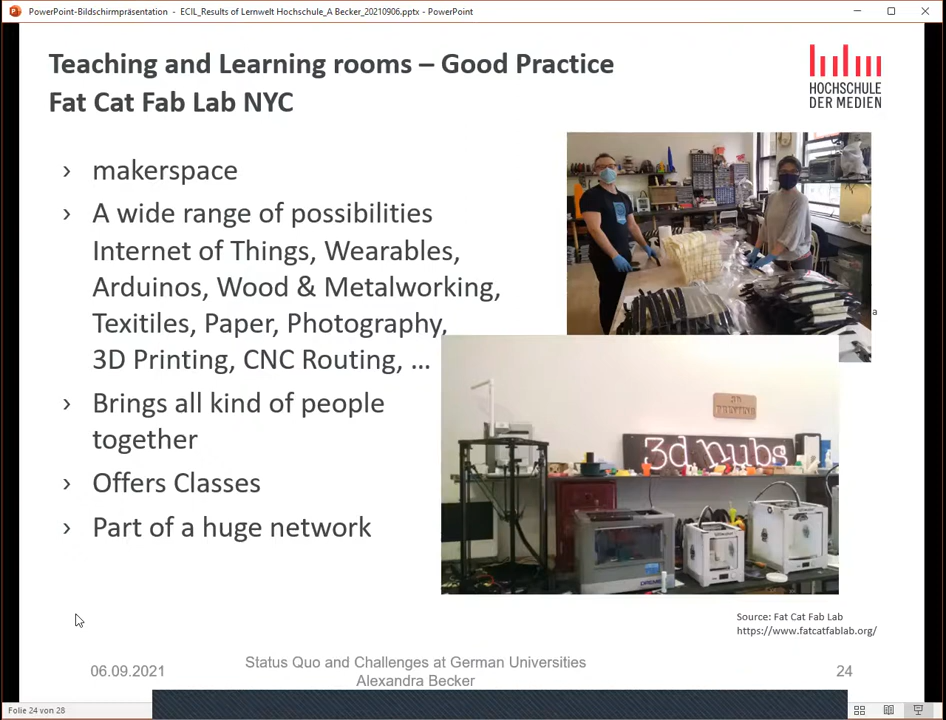 PowerPoint-Bildschirmpräsentation - ECIL_Results of Lernwelt Hochschule_A Becker_20210906.pptx - PowerPoint
Teaching and Learning rooms – Good Practice
Fat Cat Fab Lab NYC
HOCHSCHULE
DER MEDIEN
› makerspace
› A wide range of possibilities
Internet of Things, Wearables,
Arduinos, Wood & Metalworking,
Texitiles, Paper, Photography,
3D Printing, CNC Routing, ...
› Brings all kind of people
together
› Offers Classes
› Part of a huge network
a
3D
PRINTING
3d hubs
Source: Fat Cat Fab Lab
https://www.fatcatfablab.org/
06.09.2021
Status Quo and Challenges at German Universities
Alexandra Becker
24
Folie 24 von 28